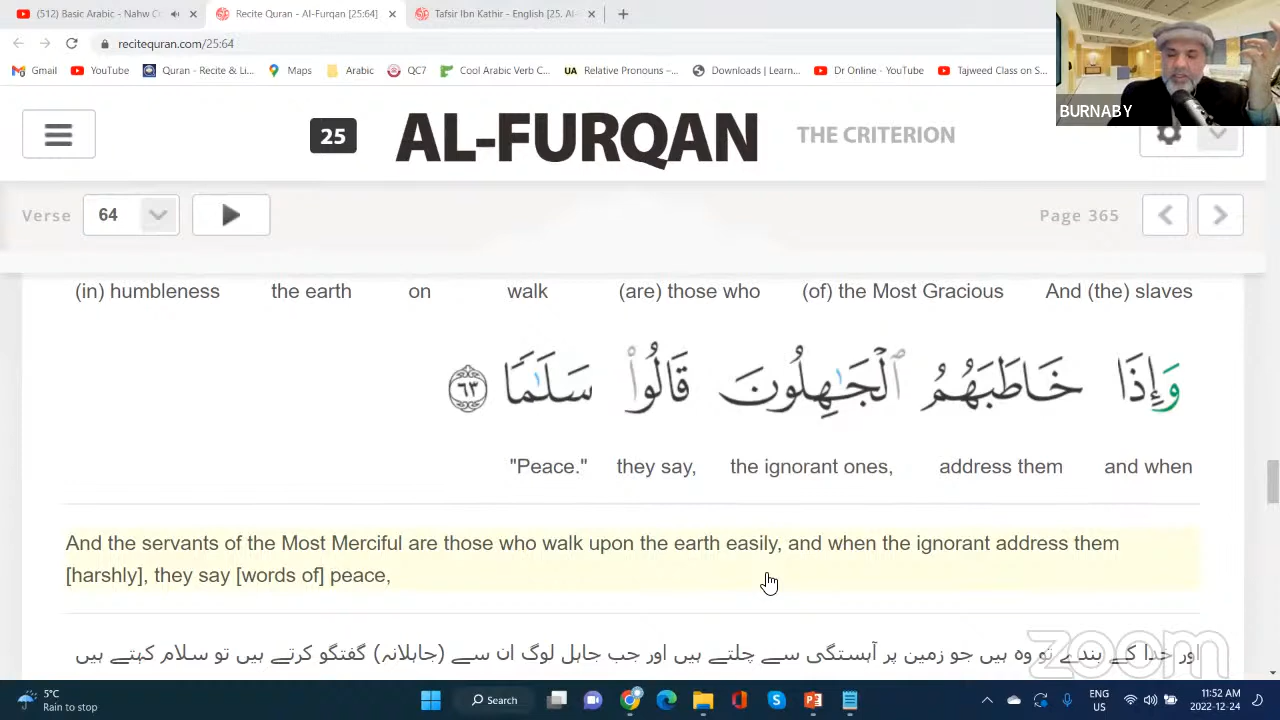 (512) Basic Arabic - Nahw Co
Recite Quran - Al-Furqan [25:64]
Tafsir Ibn Kathir - English [25. Al-
recitequran.com/25:64
Gmail
YouTube
Quran - Recite & Li...
Maps
Arabic
QC7
Cool Arabic Verb C...
UA Relative Pronouns –...
Downloads | Learn...
Dr Online - YouTube
Tajweed Class on S...
BURNABY
25 AL-FURQAN THE CRITERION
Verse 64
Page 365
(in) humbleness the earth on walk (are) those who (of) the Most Gracious And (the) slaves
وَإِذَا خَاطَبَهُمُ ٱلْجَـٰهِلُونَ قَالُوا۟ سَلَـٰمًا ٦٣
"Peace." they say, the ignorant ones, address them and when
And the servants of the Most Merciful are those who walk upon the earth easily, and when the ignorant address them
[harshly], they say [words of] peace,
اور خدا کے بندے تو وہ ہیں جو زمین پر آہستگی سے چلتے ہیں اور جب جاہل لوگ ان سے (جاہلانہ) گفتگو کرتے ہیں تو سلام کہتے ہیں
zoom
5°C
Rain to stop
Search
ENG
US
11:52 AM
2022-12-24